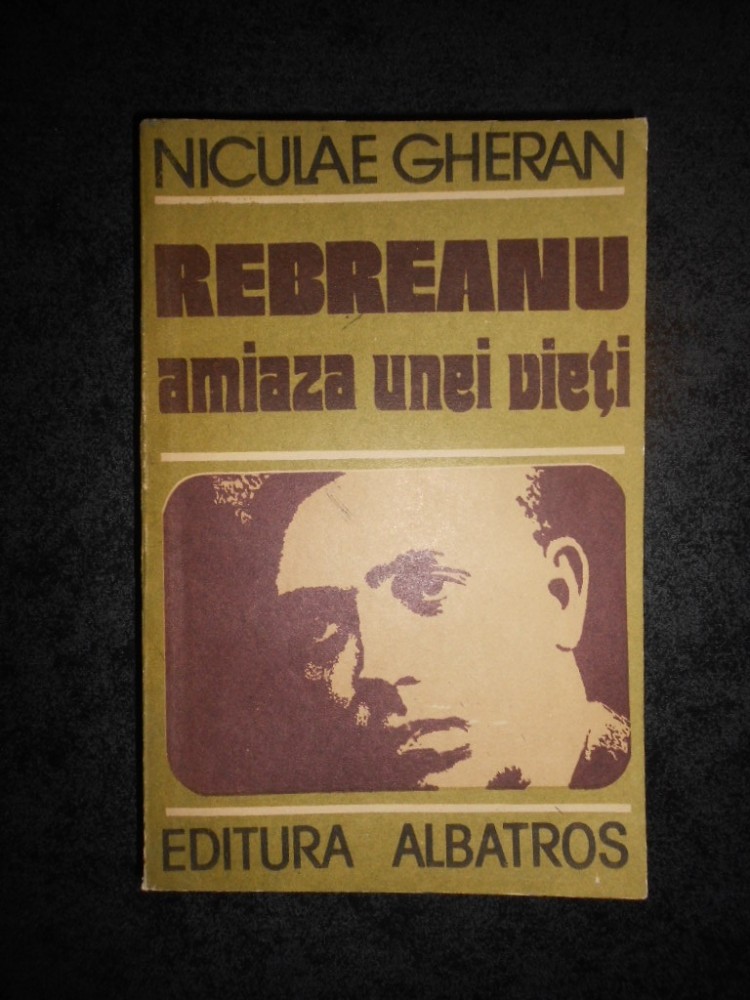 NICULAE GHERAN
REBREANU
amiaza unei vieți
EDITURA ALBATROS